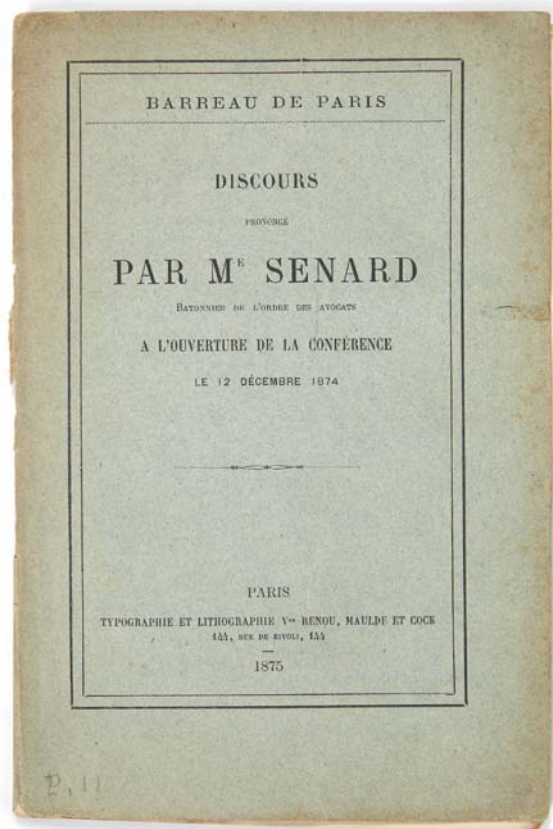 BARREAU DE PARIS
DISCOURS
PRONONCÉ
PAR Mᴱ SENARD
BATONNIER DE L'ORDRE DES AVOCATS
A L'OUVERTURE DE LA CONFÉRENCE
LE 12 DÉCEMBRE 1874
PARIS
TYPOGRAPHIE ET LITHOGRAPHIE Vᵛᵉ RENOU, MAULDE ET COCK
144, RUE DE RIVOLI, 144
1875
P. 11